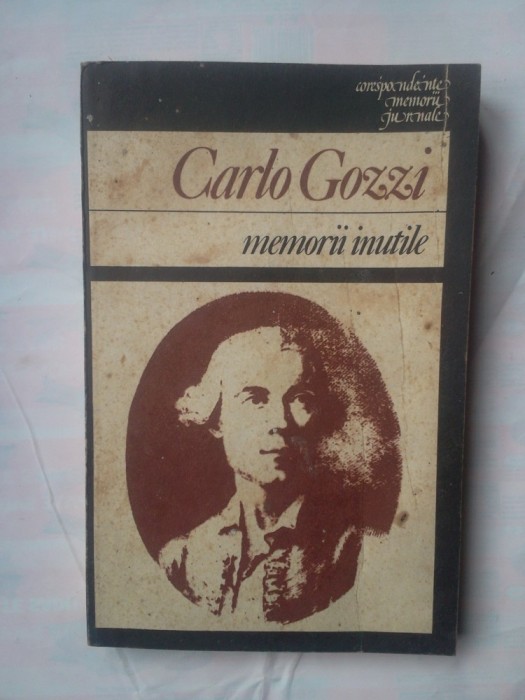 corespondențe
memorii
jurnale
Carlo Gozzi
memorii inutile